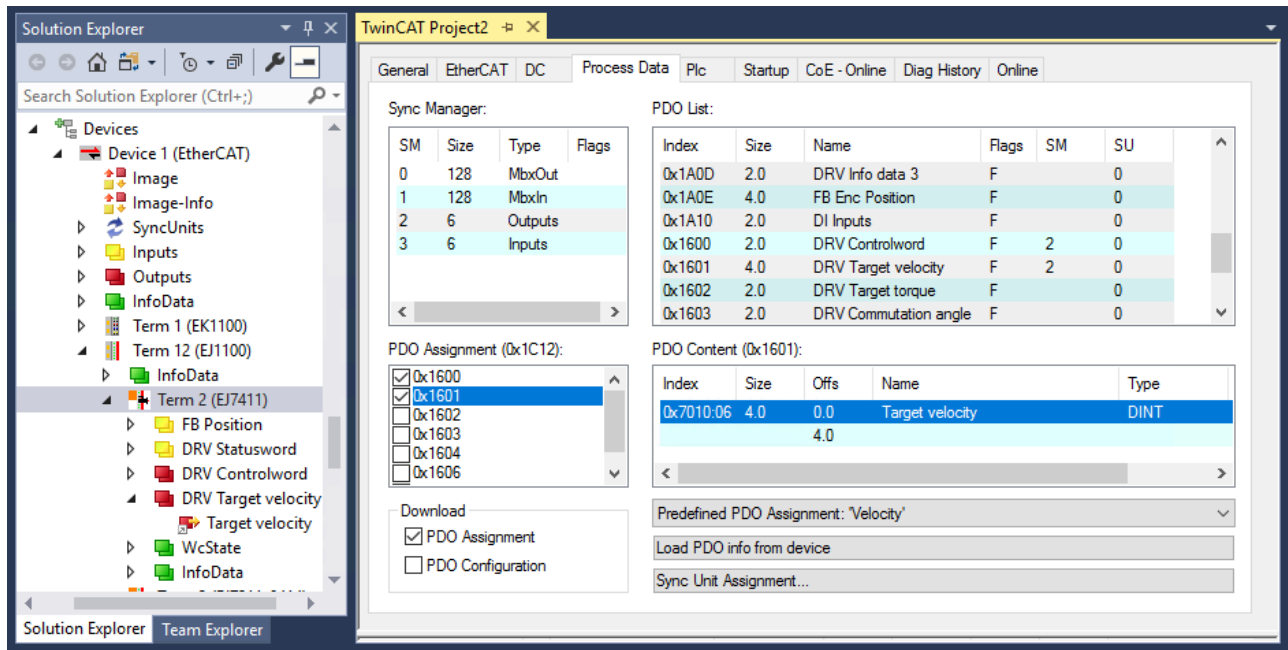 Solution Explorer
Search Solution Explorer (Ctrl+;)
Devices
Device 1 (EtherCAT)
Image
Image-Info
SyncUnits
Inputs
Outputs
InfoData
Term 1 (EK1100)
Term 12 (EJ1100)
InfoData
Term 2 (EJ7411)
FB Position
DRV Statusword
DRV Controlword
DRV Target velocity
Target velocity
WcState
InfoData
Solution Explorer Team Explorer
TwinCAT Project2
General EtherCAT DC Process Data Plc Startup CoE - Online Diag History Online
Sync Manager:
SM Size Type Flags
0 128 MbxOut
1 128 MbxIn
2 6 Outputs
3 6 Inputs
PDO List:
Index Size Name Flags SM SU
0x1A0D 2.0 DRV Info data 3 F 0
0x1A0E 4.0 FB Enc Position F 0
0x1A10 2.0 DI Inputs F 0
0x1600 2.0 DRV Controlword F 2 0
0x1601 4.0 DRV Target velocity F 2 0
0x1602 2.0 DRV Target torque F 0
0x1603 2.0 DRV Commutation angle F 0
PDO Assignment (0x1C12):
0x1600
0x1601
0x1602
0x1603
0x1604
0x1606
PDO Content (0x1601):
Index Size Offs Name Type
0x7010:06 4.0 0.0 Target velocity DINT
4.0
Download
PDO Assignment
PDO Configuration
Predefined PDO Assignment: 'Velocity'
Load PDO info from device
Sync Unit Assignment...